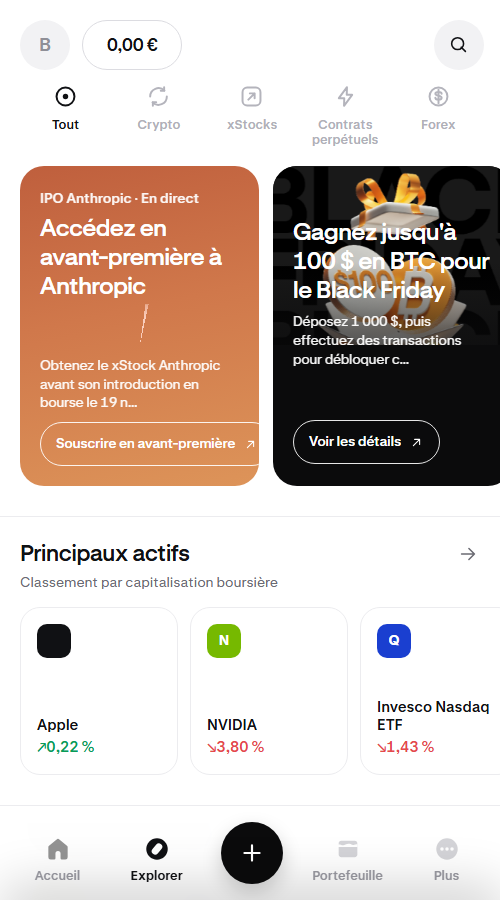 B
0,00 €
Tout
Crypto
xStocks
Contrats
perpétuels
Forex
IPO Anthropic · En direct
Accédez en
avant-première à
Anthropic
Obtenez le xStock Anthropic
avant son introduction en
bourse le 19 n...
Souscrire en avant-première
Gagnez jusqu'à
100 $ en BTC pour
le Black Friday
Déposez 1 000 $, puis
effectuez des transactions
pour débloquer c...
Voir les détails
Principaux actifs
Classement par capitalisation boursière
Apple
↗0,22 %
NVIDIA
↘3,80 %
Q
Invesco Nasdaq
ETF
↘1,43 %
N
Accueil
Explorer
Portefeuille
Plus